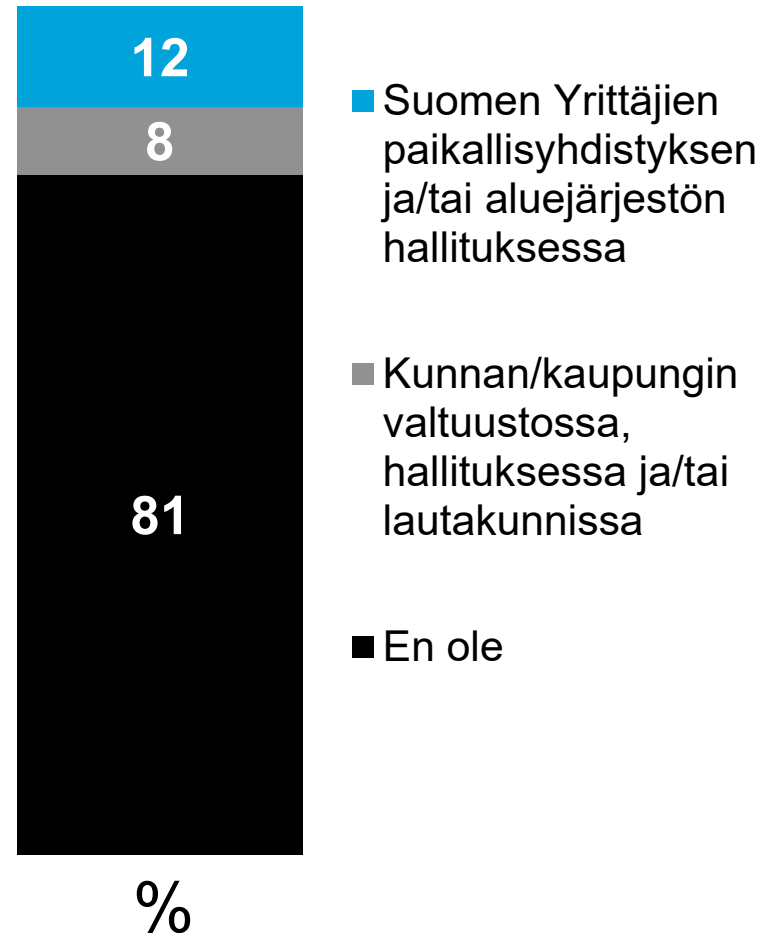 12
8
81
%
Suomen Yrittäjien
paikallisyhdistyksen
ja/tai aluejärjestön
hallituksessa
Kunnan/kaupungin
valtuustossa,
hallituksessa ja/tai
lautakunnissa
En ole